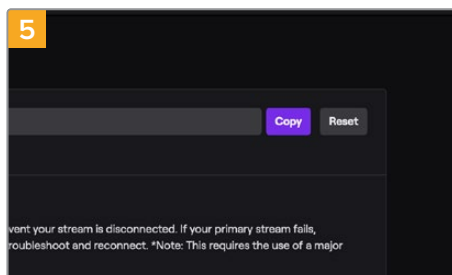 5
Copy Reset
vent your stream is disconnected. If your primary stream fails,
roubleshoot and reconnect. *Note: This requires the use of a major